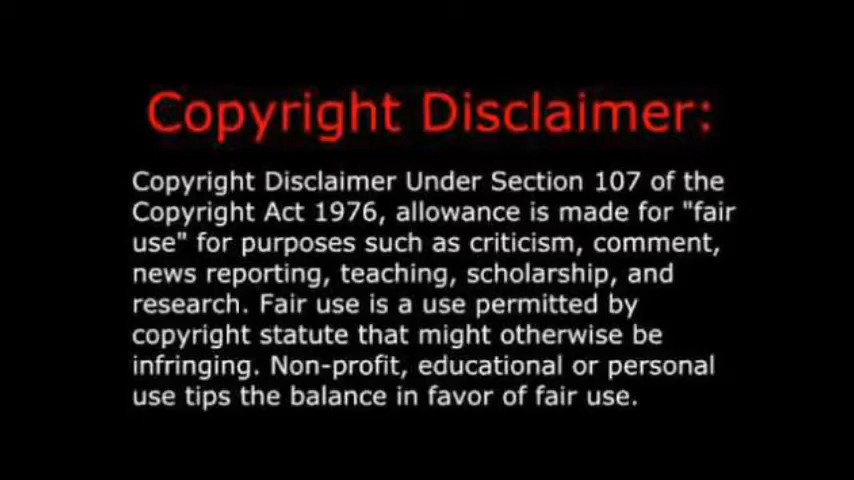 Copyright Disclaimer:
Copyright Disclaimer Under Section 107 of the
Copyright Act 1976, allowance is made for "fair
use" for purposes such as criticism, comment,
news reporting, teaching, scholarship, and
research. Fair use is a use permitted by
copyright statute that might otherwise be
infringing. Non-profit, educational or personal
use tips the balance in favor of fair use.